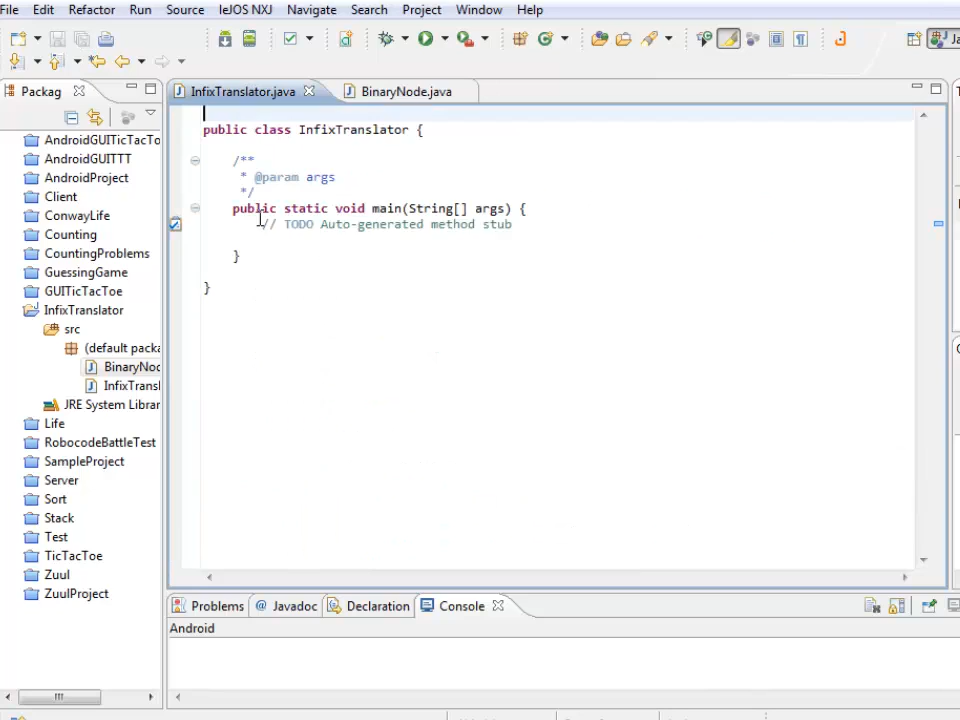 File Edit Refactor Run Source leJOS NXJ Navigate Search Project Window Help
Packag
InfixTranslator.java BinaryNode.java
AndroidGUITicTacTo
AndroidGUITTT
AndroidProject
Client
ConwayLife
Counting
CountingProblems
GuessingGame
GUITicTacToe
InfixTranslator
src
(default packa
BinaryNod
InfixTransl
JRE System Librar
Life
RobocodeBattleTest
SampleProject
Server
Sort
Stack
Test
TicTacToe
Zuul
ZuulProject
public class InfixTranslator {
/**
* @param args
*/
public static void main(String[] args) {
// TODO Auto-generated method stub
}
}
Problems @ Javadoc Declaration Console
Android